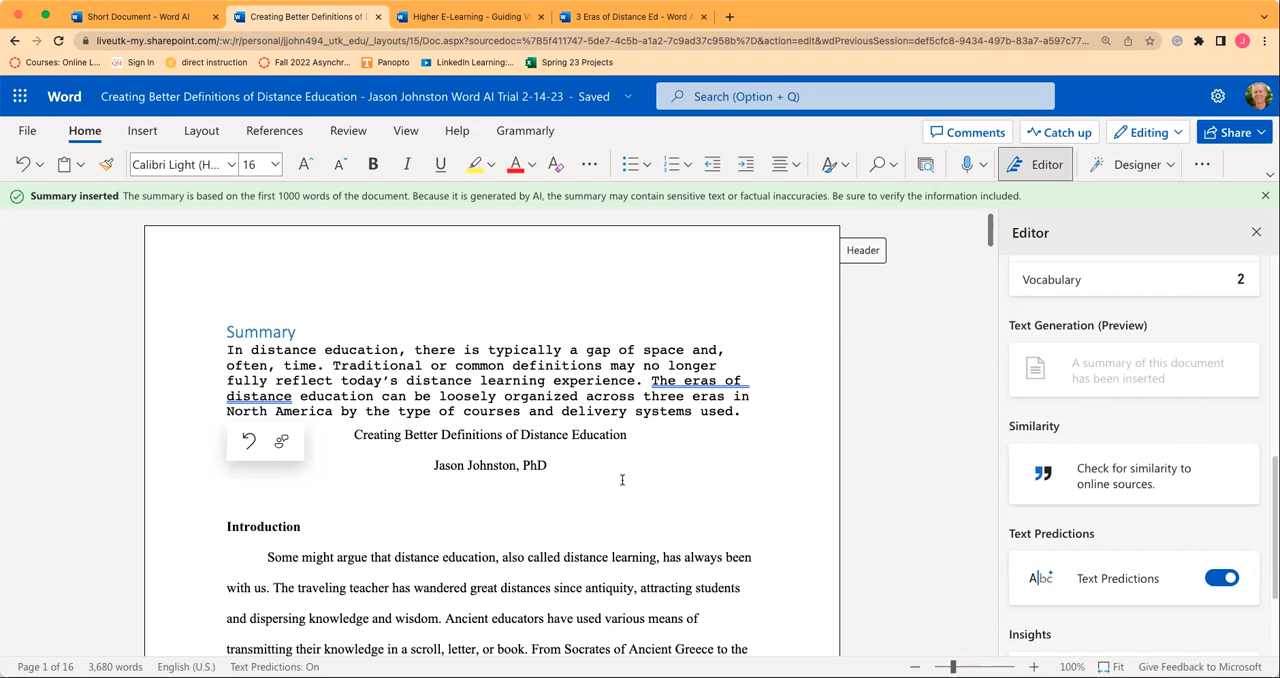 Short Document - Word AI
Creating Better Definitions of D
Higher E-Learning - Guiding V
3 Eras of Distance Ed - Word A
liveutk-my.sharepoint.com/:w:/r/personal/jjohn494_utk_edu/_layouts/15/Doc.aspx?sourcedoc=%7B5f411747-5de7-4c5b-a1a2-7c9ad37c958b%7D&action=edit&wdPreviousSession=def5cfc8-9434-497b-83a7-a597c77...
Courses: Online L...
Sign In
direct instruction
Fall 2022 Asynchr...
Panopto
LinkedIn Learning:...
Spring 23 Projects
Word
Creating Better Definitions of Distance Education - Jason Johnston Word AI Trial 2-14-23 - Saved
Search (Option + Q)
File Home Insert Layout References Review View Help Grammarly
Comments Catch up Editing Share
Calibri Light (H... 16
Editor Designer
Summary inserted The summary is based on the first 1000 words of the document. Because it is generated by AI, the summary may contain sensitive text or factual inaccuracies. Be sure to verify the information included.
Header
Summary
In distance education, there is typically a gap of space and,
often, time. Traditional or common definitions may no longer
fully reflect today's distance learning experience. The eras of
distance education can be loosely organized across three eras in
North America by the type of courses and delivery systems used.
Creating Better Definitions of Distance Education
Jason Johnston, PhD
Introduction
Some might argue that distance education, also called distance learning, has always been
with us. The traveling teacher has wandered great distances since antiquity, attracting students
and dispersing knowledge and wisdom. Ancient educators have used various means of
transmitting their knowledge in a scroll, letter, or book. From Socrates of Ancient Greece to the
Editor
Vocabulary 2
Text Generation (Preview)
A summary of this document
has been inserted
Similarity
Check for similarity to
online sources.
Text Predictions
Text Predictions
Insights
Page 1 of 16 3,680 words English (U.S.) Text Predictions: On
100% Fit Give Feedback to Microsoft